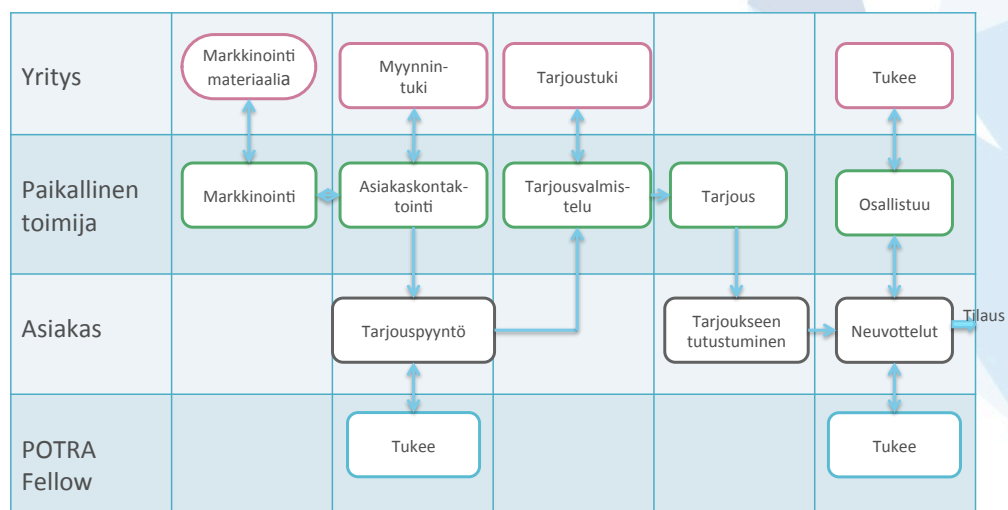 Yritys
Markkinointi
materiaalia
Myynnin-
tuki
Tarjoustuki
Tukee
Paikallinen
toimija
Markkinointi
Asiakaskontak-
tointi
Tarjousvalmis-
telu
Tarjous
Osallistuu
Asiakas
Tarjouspyyntö
Tarjoukseen
tutustuminen
Neuvottelut
Tilaus
POTRA
Fellow
Tukee
Tukee